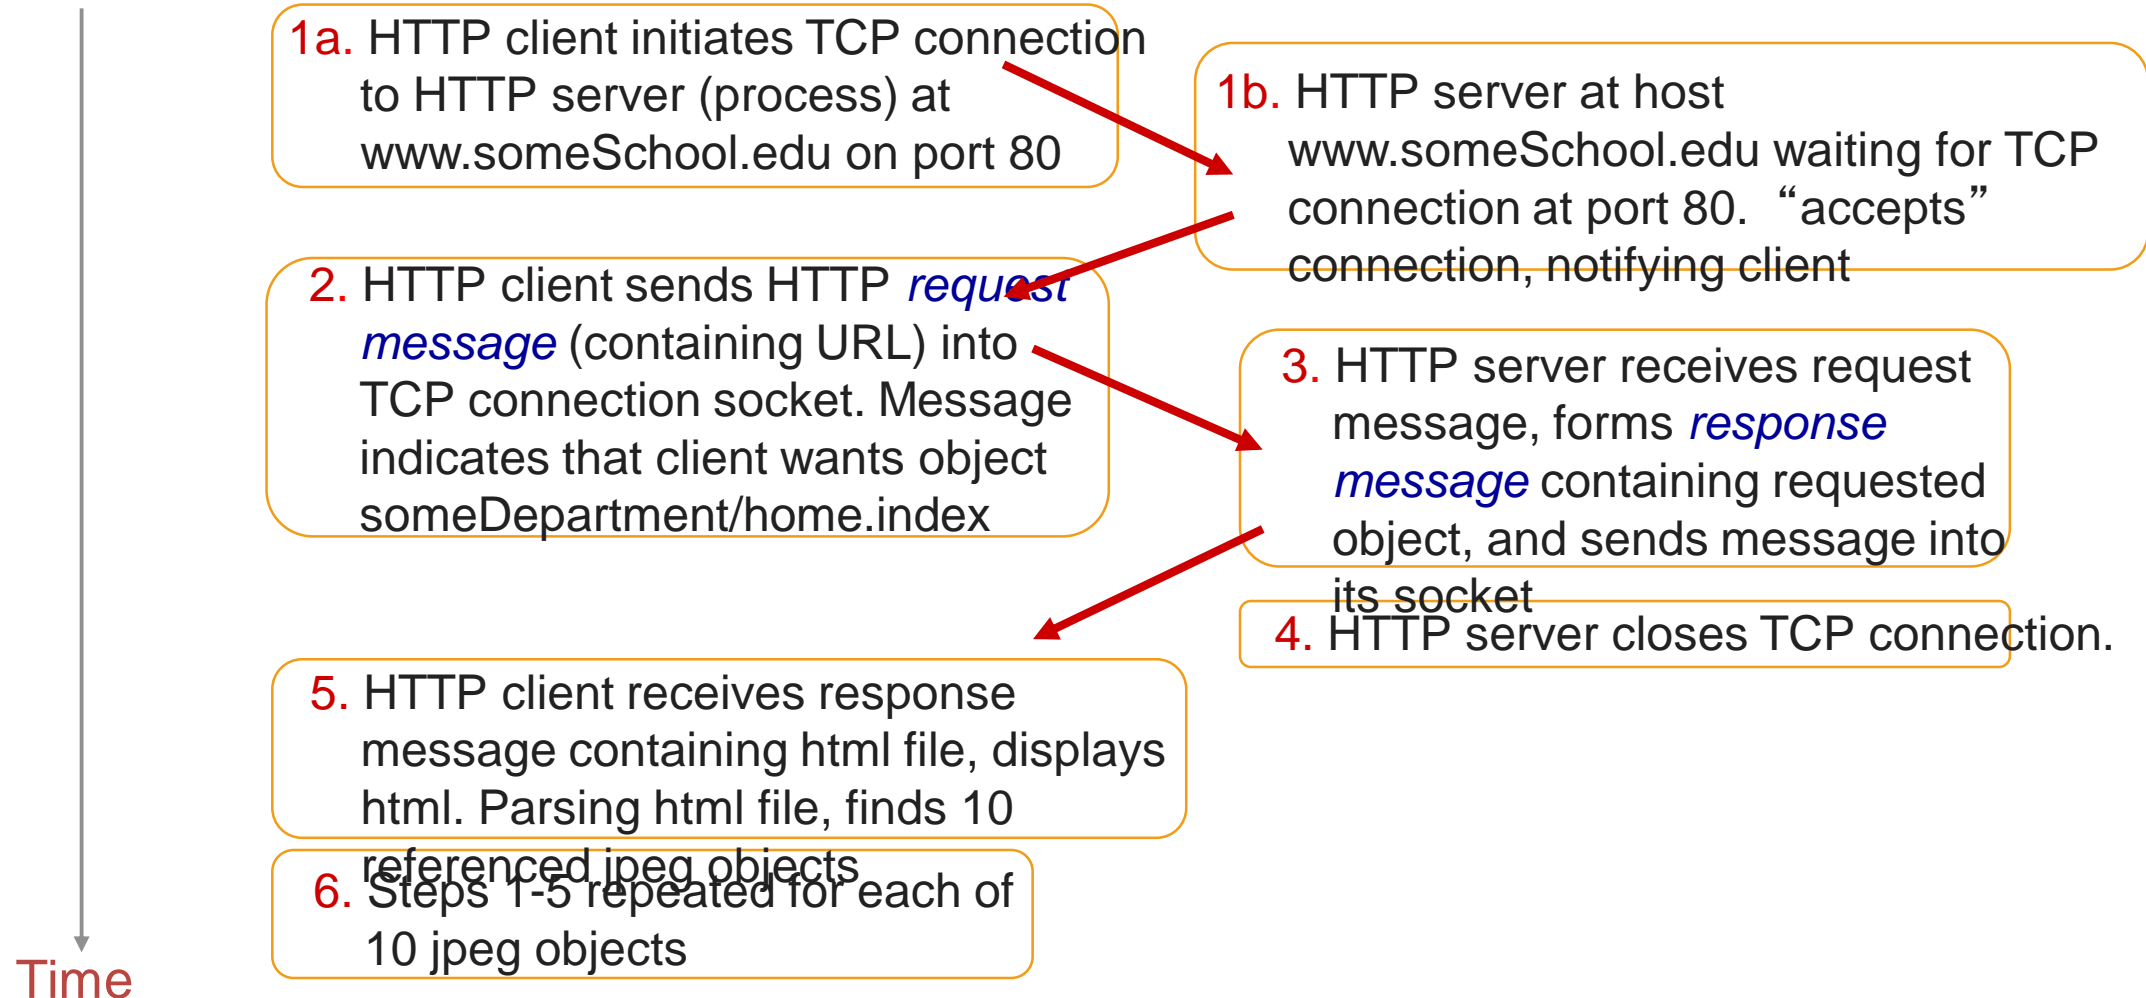 1a. HTTP client initiates TCP connection
to HTTP server (process) at
www.someSchool.edu on port 80
1b. HTTP server at host
www.someSchool.edu waiting for TCP
connection at port 80. “accepts”
connection, notifying client
2. HTTP client sends HTTP request
message (containing URL) into
TCP connection socket. Message
indicates that client wants object
someDepartment/home.index
3. HTTP server receives request
message, forms response
message containing requested
object, and sends message into
its socket
4. HTTP server closes TCP connection.
5. HTTP client receives response
message containing html file, displays
html. Parsing html file, finds 10
referenced jpeg objects
6. Steps 1-5 repeated for each of
10 jpeg objects
Time